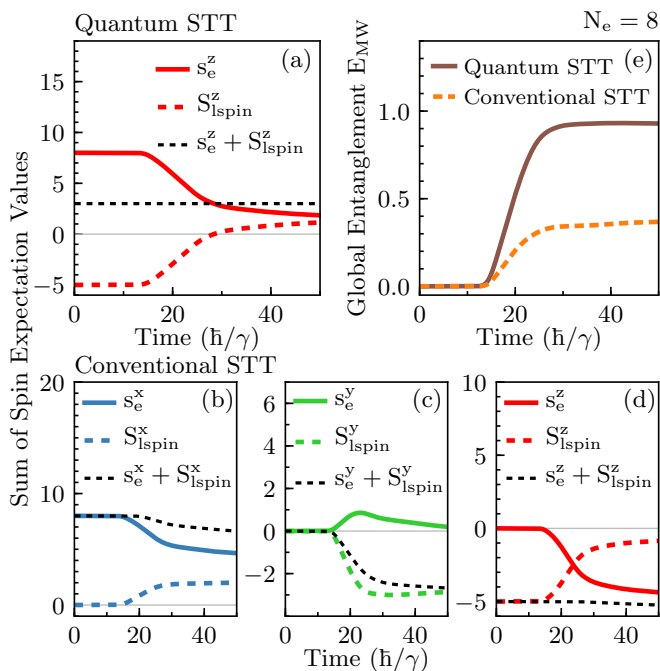 Quantum STT
N_e = 8
Sum of Spin Expectation Values
(a)
s_e^z
S_lspin^z
s_e^z + S_lspin^z
18
15
10
5
0
−5
0
20
40
Time (ħ/γ)
Global Entanglement E_MW
(e)
Quantum STT
Conventional STT
1.0
0.5
0.0
0
20
40
Time (ħ/γ)
Conventional STT
(b)
s_e^x
S_lspin^x
s_e^x + S_lspin^x
20
10
0
0
20
40
Time (ħ/γ)
(c)
s_e^y
S_lspin^y
s_e^y + S_lspin^y
6
4
2
0
−2
0
20
40
Time (ħ/γ)
(d)
s_e^z
S_lspin^z
s_e^z + S_lspin^z
10
5
0
−5
0
20
40
Time (ħ/γ)